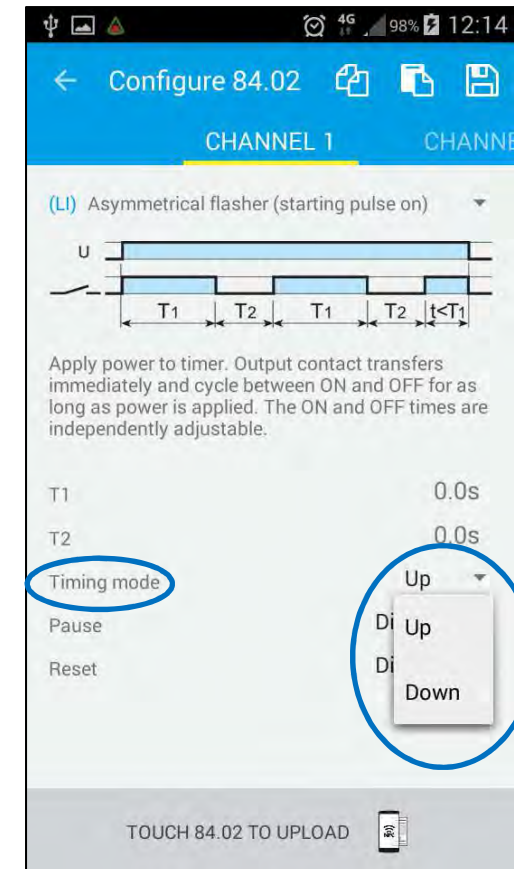 4G 98% 12:14
Configure 84.02
CHANNEL 1 CHANNE
(LI) Asymmetrical flasher (starting pulse on)
U
T1 T2 T1 T2 t<T1
Apply power to timer. Output contact transfers
immediately and cycle between ON and OFF for as
long as power is applied. The ON and OFF times are
independently adjustable.
T1 0.0s
T2 0.0s
Timing mode Up
Pause Di Up
Reset Di
Down
TOUCH 84.02 TO UPLOAD